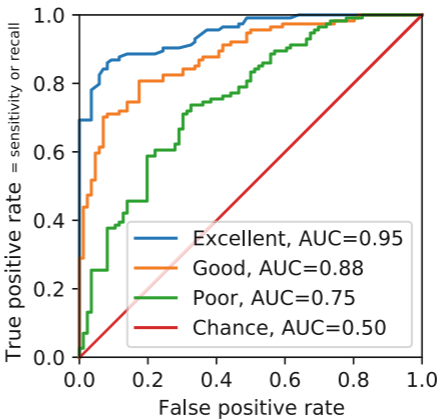 True positive rate = sensitivity or recall
1.0
0.8
0.6
0.4
0.2
0.0
Excellent, AUC=0.95
Good, AUC=0.88
Poor, AUC=0.75
Chance, AUC=0.50
0.0 0.2 0.4 0.6 0.8 1.0
False positive rate